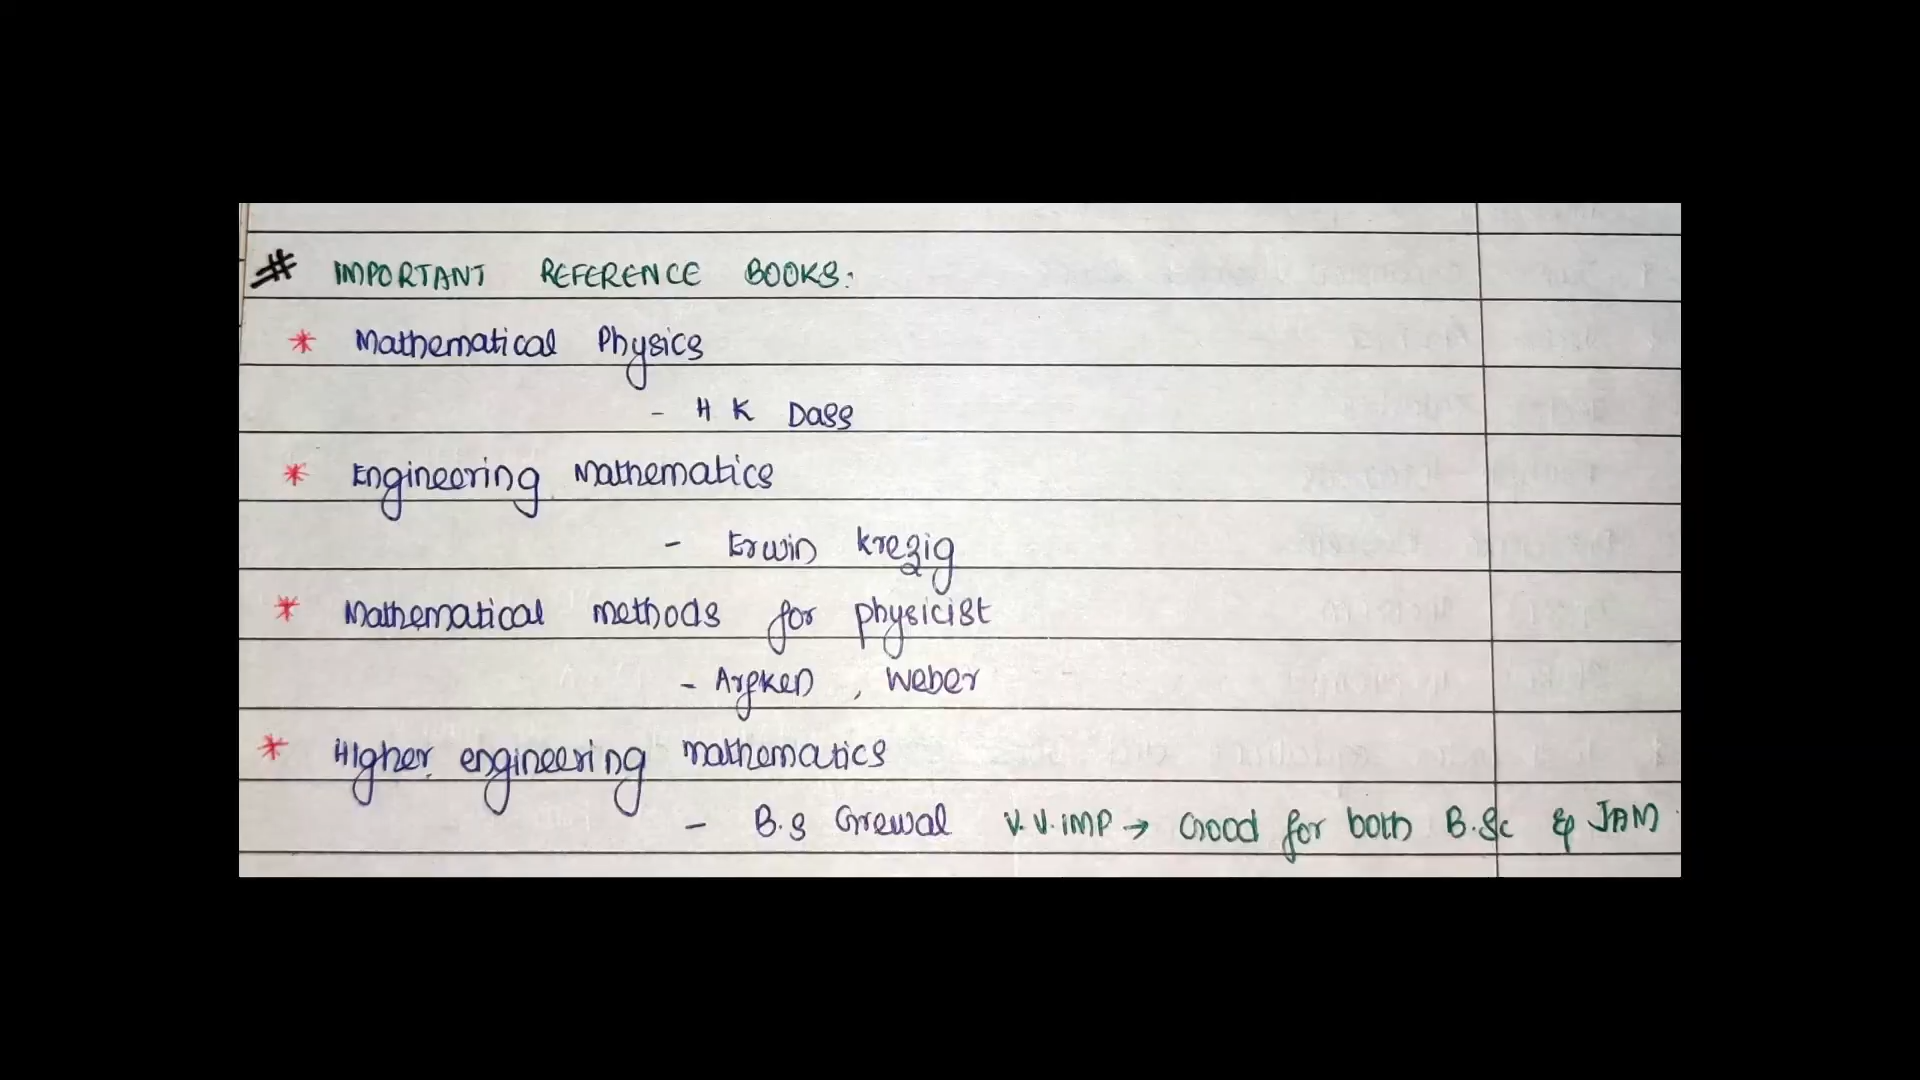 # IMPORTANT REFERENCE BOOKS:
* Mathematical Physics
- H K Dass
* Engineering Mathematics
- Erwin Krezig
* Mathematical methods for physicist
- Arfken , Weber
* Higher engineering mathematics
- B.S Grewal V.V.IMP → Good for both B.Sc & JAM